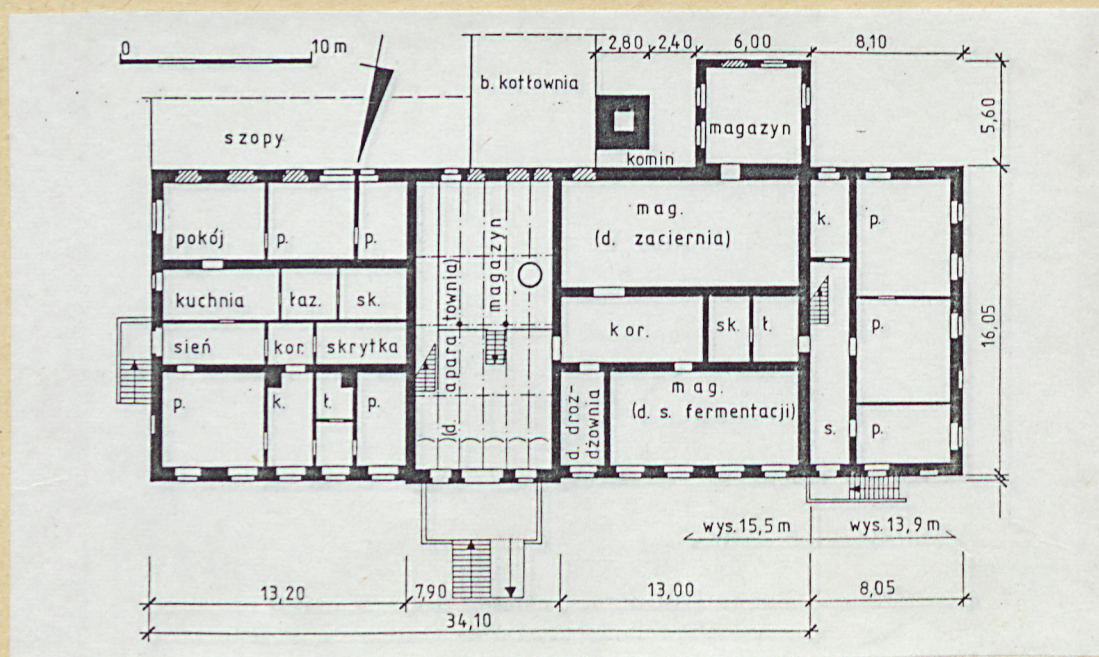 0 10 m
2,80 2,40 6,00 8,10
b. kotłownia
szopy
magazyn
komin
5,60
pokój
p.
p.
mag.
(d. zaciernia)
k.
p.
magazyn
(d. aparatownia)
kuchnia
łaz.
sk.
sień
kor.
skrytka
kor.
sk.
ł.
p.
16,05
p.
k.
ł.
p.
d. droż-
dżownia
mag.
(d. s. fermentacji)
s.
p.
wys. 15,5 m
wys. 13,9 m
13,20 7,90 13,00 8,05
34,10